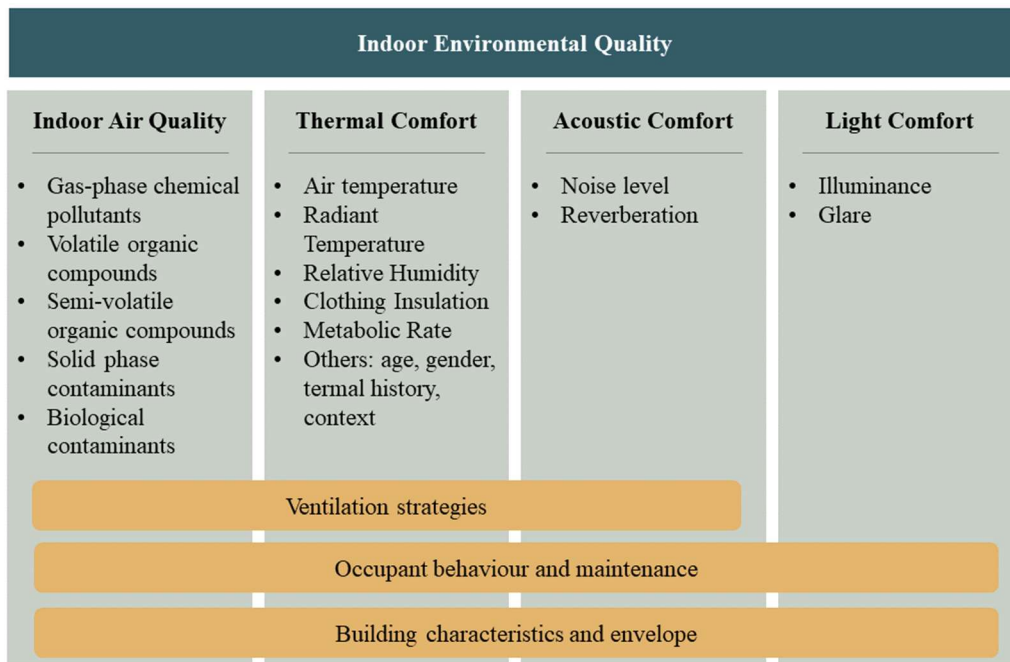 Indoor Environmental Quality
Indoor Air Quality
• Gas-phase chemical
pollutants
• Volatile organic
compounds
• Semi-volatile
organic compounds
• Solid phase
contaminants
• Biological
contaminants
Thermal Comfort
• Air temperature
• Radiant
Temperature
• Relative Humidity
• Clothing Insulation
• Metabolic Rate
• Others: age, gender,
termal history,
context
Acoustic Comfort
• Noise level
• Reverberation
Light Comfort
• Illuminance
• Glare
Ventilation strategies
Occupant behaviour and maintenance
Building characteristics and envelope